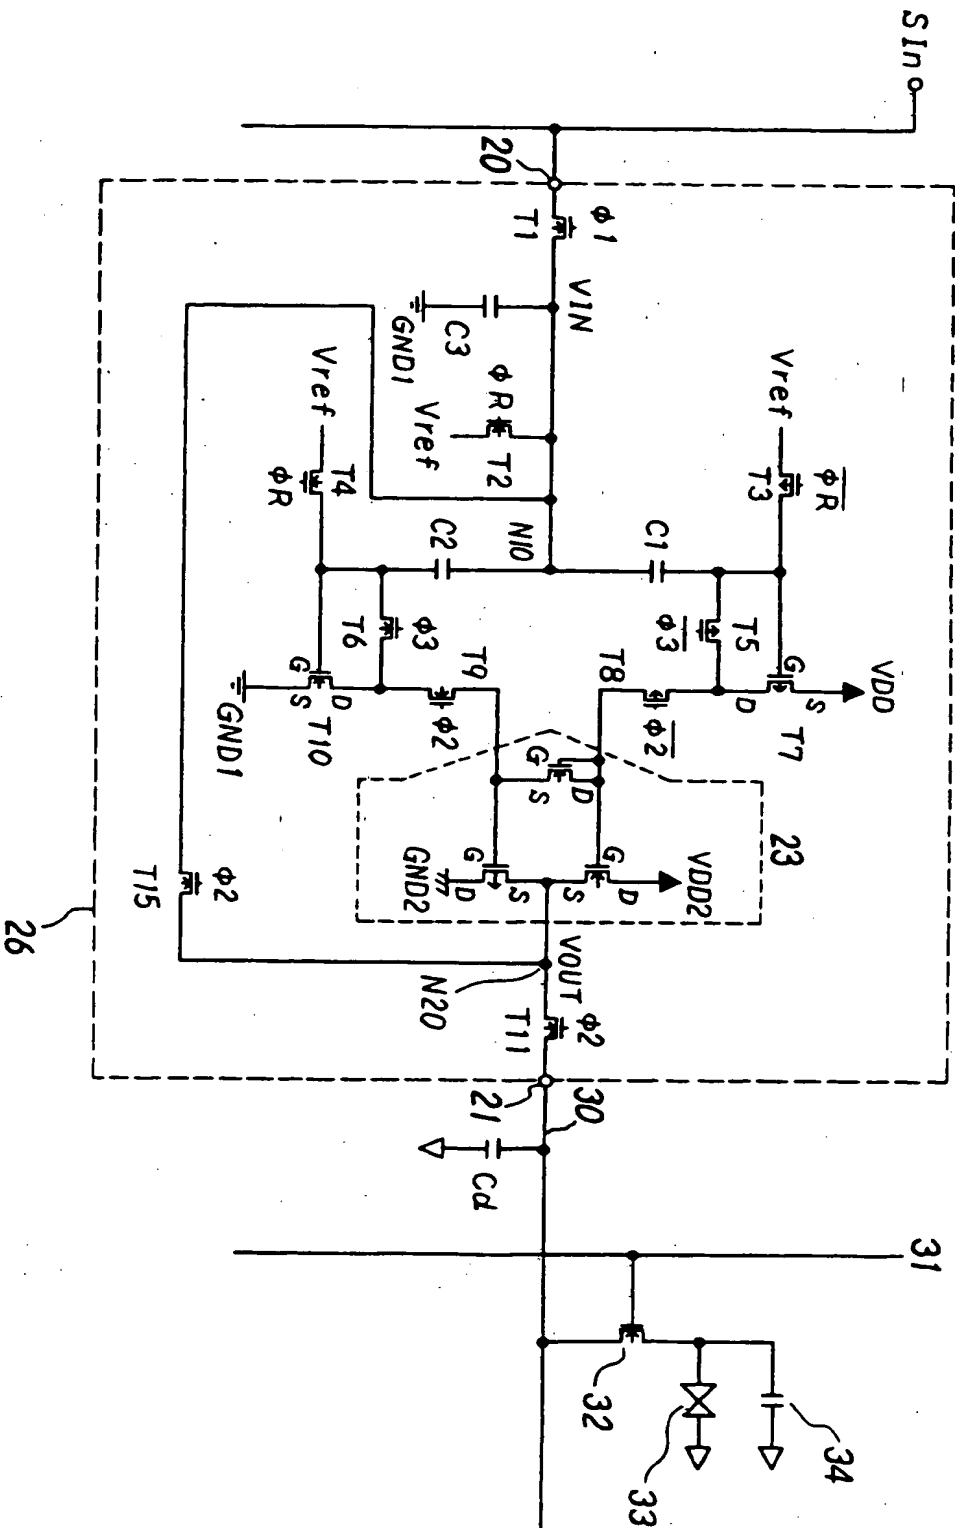 SIn
20
φ1
T1
VIN
C3
GND1
φR
T2
Vref
Vref
φR
T3
Vref
T4
φR
N10
C1
C2
φ3
T5
φ3
T6
VDD
G
S
D
T7
T8
φ2
T9
φ2
G
D
S
T10
GND1
23
G
D
S
VDD2
G
D
S
G
S
D
GND2
VOUT
N20
φ2
T11
φ2
T15
26
21
30
Cd
31
32
33
34